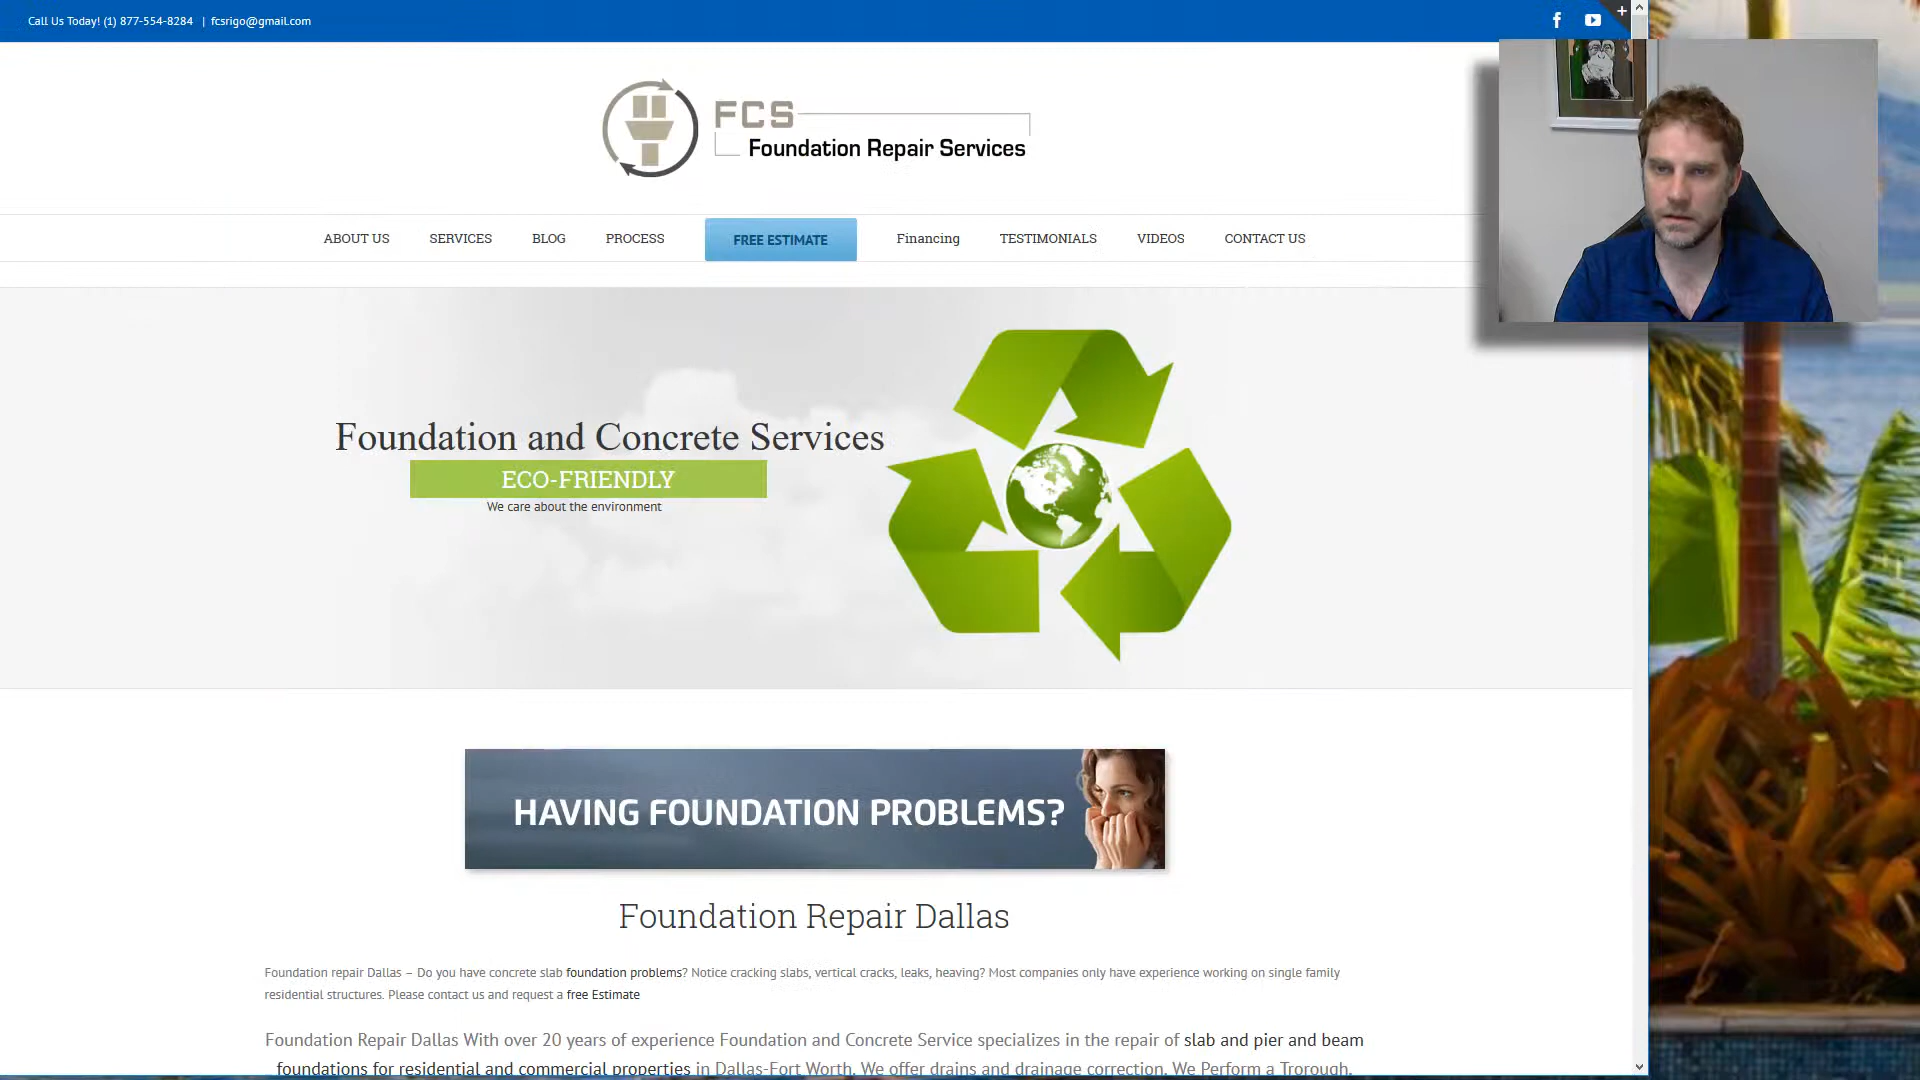 Call Us Today! (1) 877-554-8284 | fcsrigo@gmail.com
FCS
Foundation Repair Services
ABOUT US SERVICES BLOG PROCESS FREE ESTIMATE Financing TESTIMONIALS VIDEOS CONTACT US
Foundation and Concrete Services
ECO-FRIENDLY
We care about the environment
HAVING FOUNDATION PROBLEMS?
Foundation Repair Dallas
Foundation repair Dallas – Do you have concrete slab foundation problems? Notice cracking slabs, vertical cracks, leaks, heaving? Most companies only have experience working on single family
residential structures. Please contact us and request a free Estimate
Foundation Repair Dallas With over 20 years of experience Foundation and Concrete Service specializes in the repair of slab and pier and beam
foundations for residential and commercial properties in Dallas-Fort Worth. We offer drains and drainage correction. We Perform a Trorough,